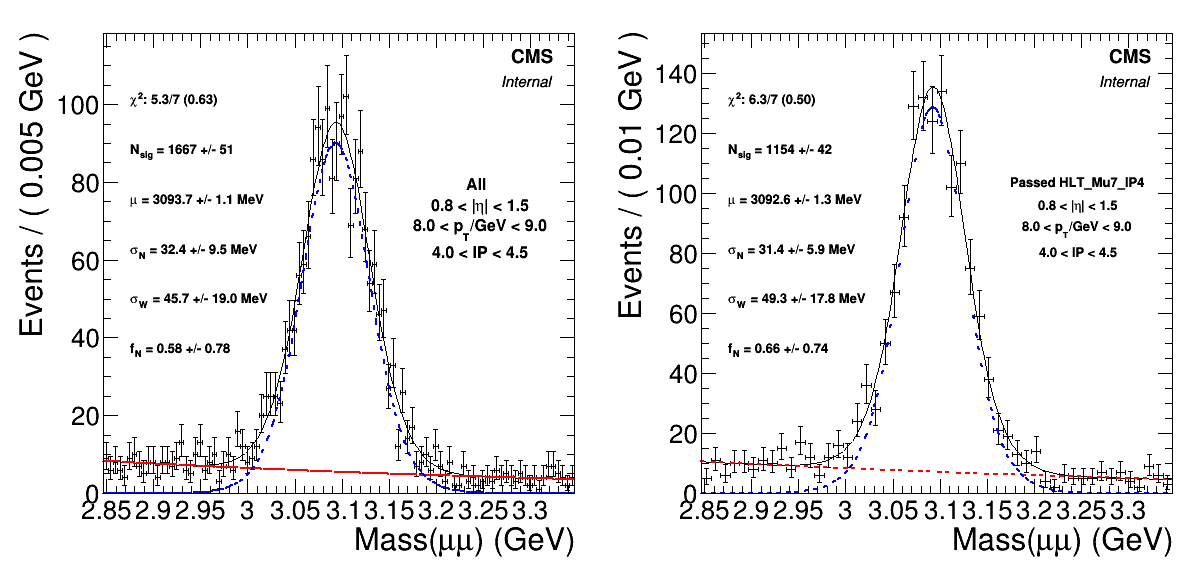 CMS
Internal
χ²: 5.3/7 (0.63)
N_sig = 1667 +/- 51
μ = 3093.7 +/- 1.1 MeV
σ_N = 32.4 +/- 9.5 MeV
σ_W = 45.7 +/- 19.0 MeV
f_N = 0.58 +/- 0.78
All
0.8 < |η| < 1.5
8.0 < p_T/GeV < 9.0
4.0 < IP < 4.5
Events / ( 0.005 GeV )
100
80
60
40
20
0
2.85 2.9 2.95 3 3.05 3.1 3.15 3.2 3.25 3.3
Mass(μμ) (GeV)
CMS
Internal
χ²: 6.3/7 (0.50)
N_sig = 1154 +/- 42
μ = 3092.6 +/- 1.3 MeV
σ_N = 31.4 +/- 5.9 MeV
σ_W = 49.3 +/- 17.8 MeV
f_N = 0.66 +/- 0.74
Passed HLT_Mu7_IP4
0.8 < |η| < 1.5
8.0 < p_T/GeV < 9.0
4.0 < IP < 4.5
Events / ( 0.01 GeV )
140
120
100
80
60
40
20
0
2.85 2.9 2.95 3 3.05 3.1 3.15 3.2 3.25 3.3
Mass(μμ) (GeV)